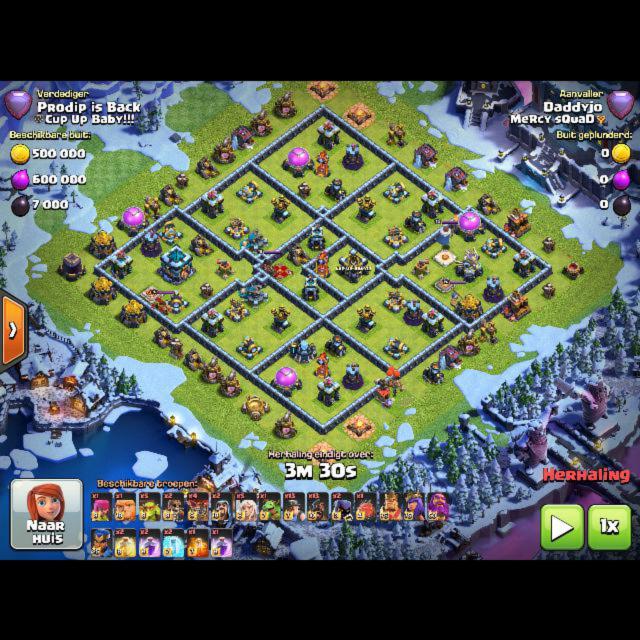 Verdediger
Prodip is Back
Cup Up Baby!!!
Beschikbare buit:
500 000
600 000
7 000
Aanvaller
Daddyjo
MeRcY sQuaD
Buit geplunderd:
0
0
0
Herhaling eindigt over:
3M 30s
Herhaling
Beschikbare troepen:
Naar
huis
1x